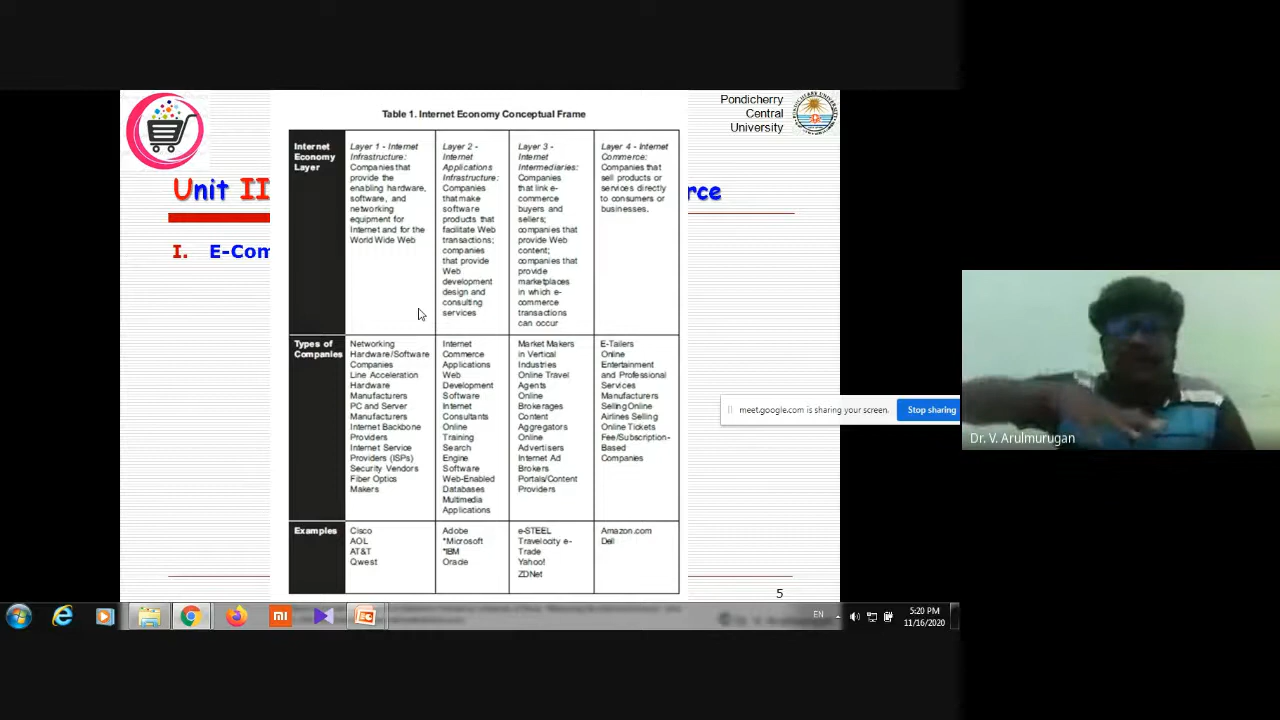 Pondicherry
Central
University
Unit II
rce
I. E-Com
Table 1. Internet Economy Conceptual Frame
Internet
Economy
Layer
Layer 1 - Internet
Infrastructure:
Companies that
provide the
enabling hardware,
software, and
networking
equipment for
Internet and for the
World Wide Web
Layer 2 -
Internet
Applications
Infrastructure:
Companies
that make
software
products that
facilitate Web
transactions;
companies
that provide
Web
development
design and
consulting
services
Layer 3 -
Internet
Intermediaries:
Companies
that link e-
commerce
buyers and
sellers;
companies that
provide Web
content;
companies that
provide
marketplaces
in which e-
commerce
transactions
can occur
Layer 4 - Internet
Commerce:
Companies that
sell products or
services directly
to consumers or
businesses.
Types of
Companies
Networking
Hardware/Software
Companies
Line Acceleration
Hardware
Manufacturers
PC and Server
Manufacturers
Internet Backbone
Providers
Internet Service
Providers (ISPs)
Security Vendors
Fiber Optics
Makers
Internet
Commerce
Applications
Web
Development
Software
Internet
Consultants
Online
Training
Search
Engine
Software
Web-Enabled
Databases
Multimedia
Applications
Market Makers
in Vertical
Industries
Online Travel
Agents
Online
Brokerages
Content
Aggregators
Online
Advertisers
Internet Ad
Brokers
Portals/Content
Providers
E-Tailers
Online
Entertainment
and Professional
Services
Manufacturers
Selling Online
Airlines Selling
Online Tickets
Fee/Subscription-
Based
Companies
Examples
Cisco
AOL
AT&T
Qwest
Adobe
*Microsoft
*IBM
Oracle
e-STEEL
Travelocity e-
Trade
Yahoo!
ZDNet
Amazon.com
Dell
5
meet.google.com is sharing your screen.
Stop sharing
Dr. V. Arulmurugan
EN
5:20 PM
11/16/2020